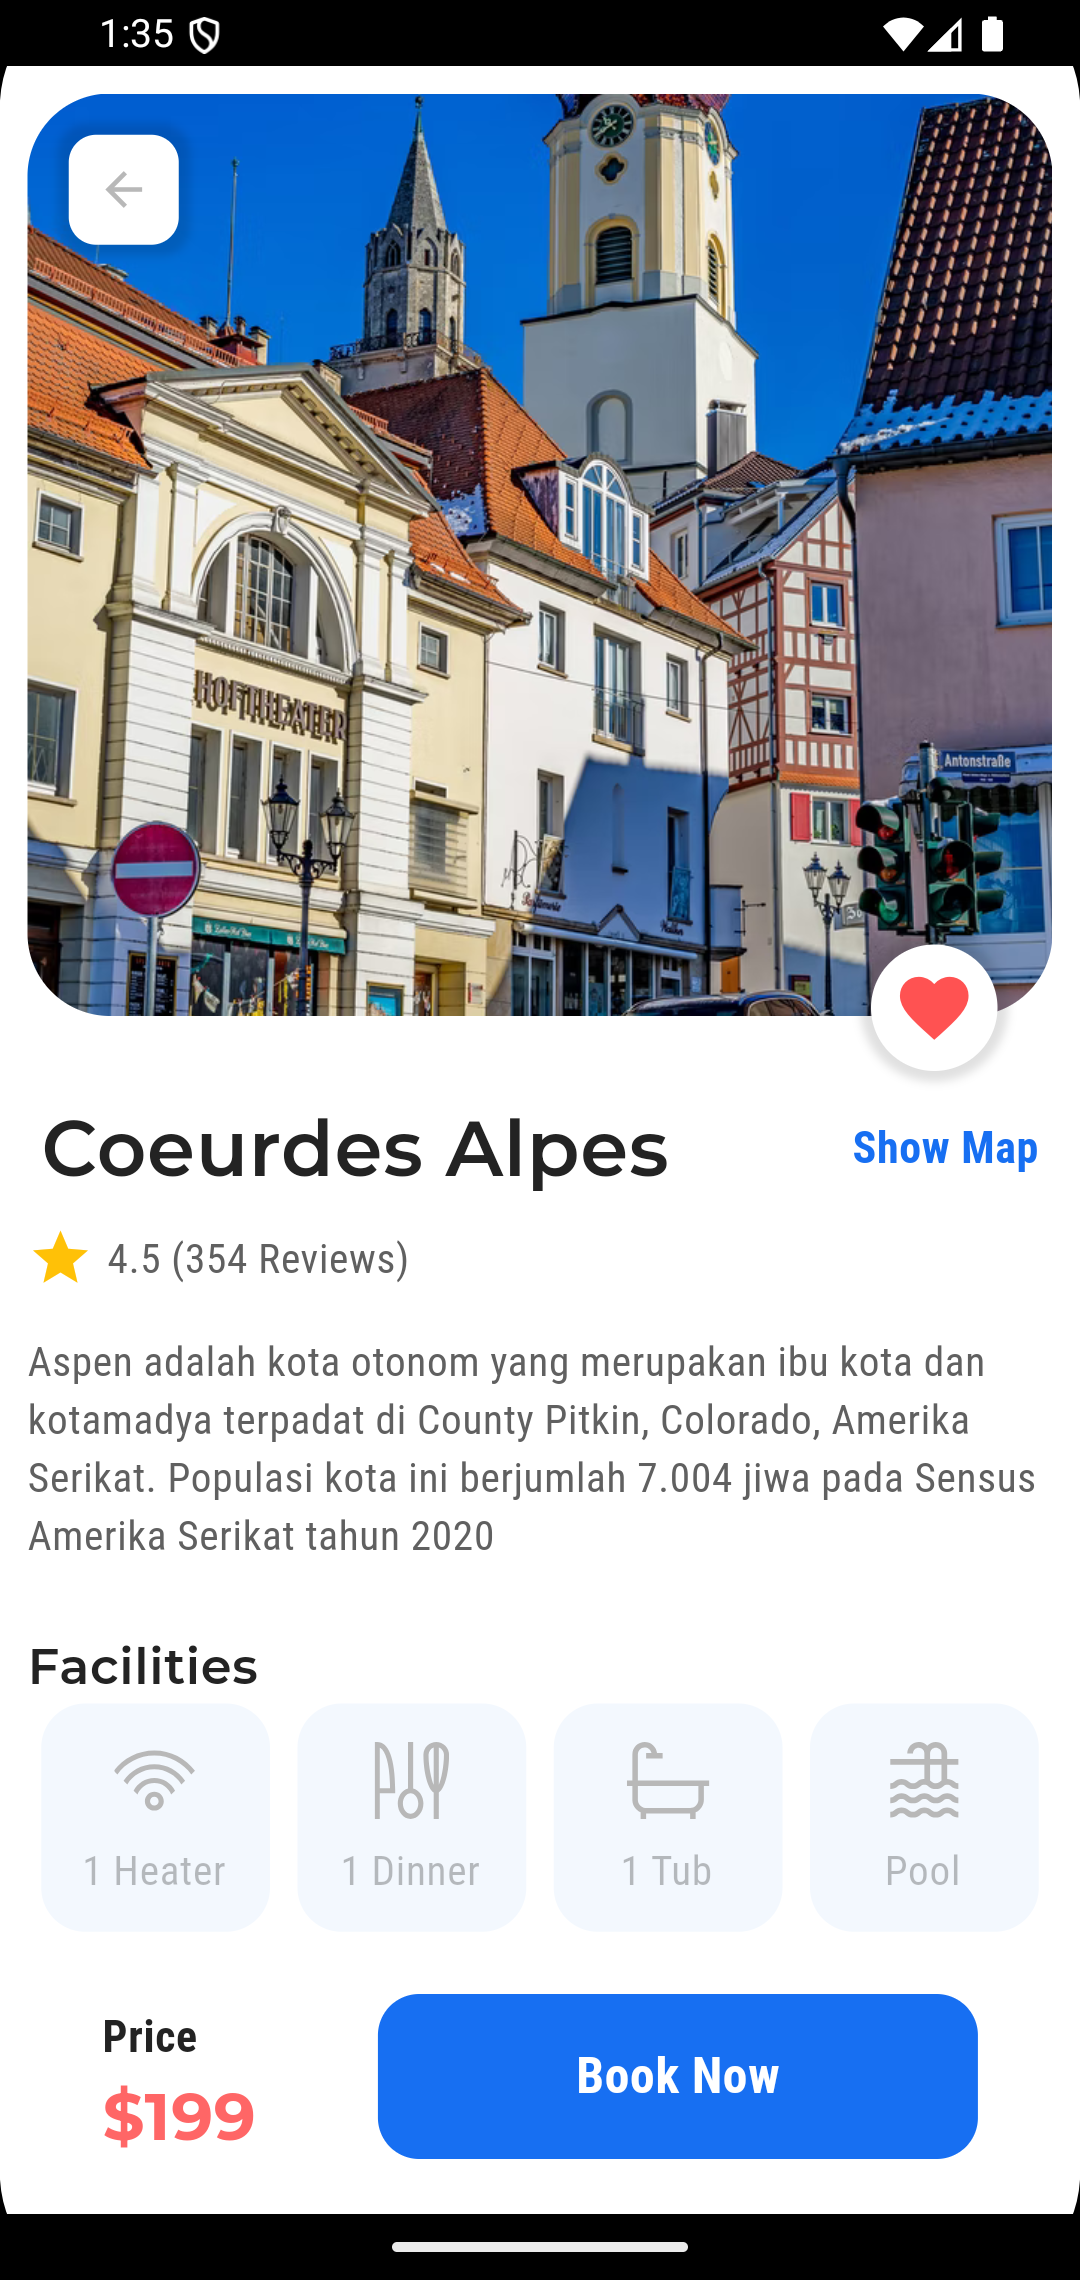 1:35
HOFTHEATER
Antonstraße
Coeurdes Alpes
Show Map
4.5 (354 Reviews)
Aspen adalah kota otonom yang merupakan ibu kota dan
kotamadya terpadat di County Pitkin, Colorado, Amerika
Serikat. Populasi kota ini berjumlah 7.004 jiwa pada Sensus
Amerika Serikat tahun 2020
Facilities
1 Heater
1 Dinner
1 Tub
Pool
Price
$199
Book Now